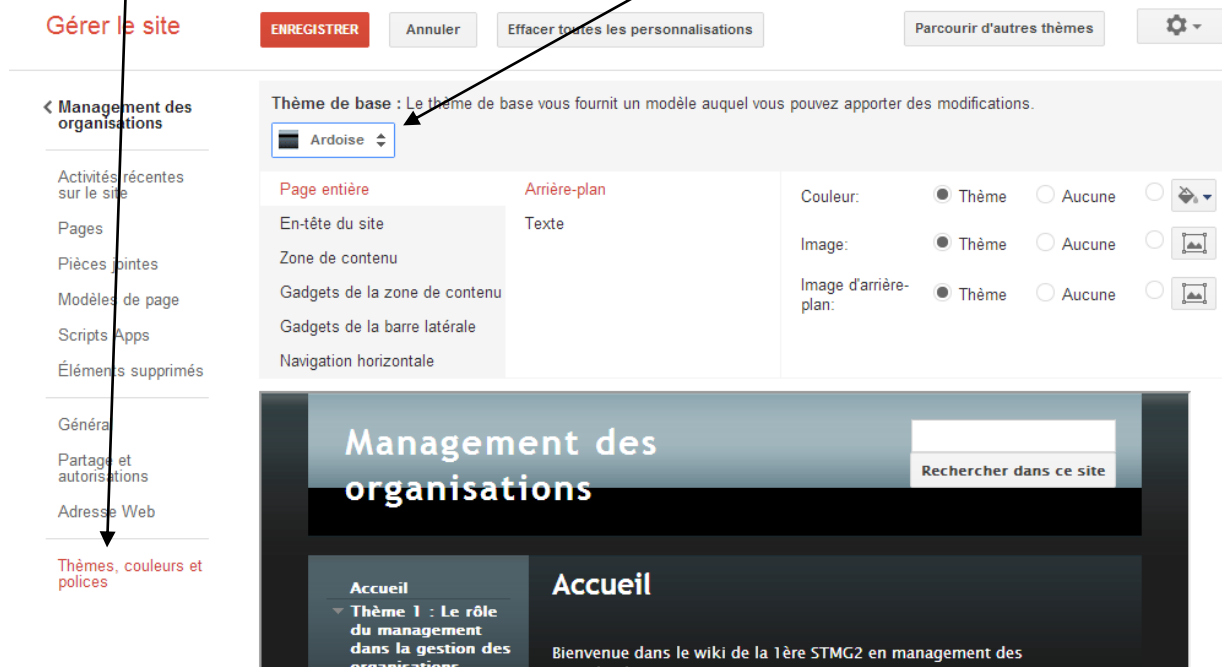 Gérer le site
ENREGISTRER
Annuler
Effacer toutes les personnalisations
Parcourir d'autres thèmes
Management des
organisations
Activités récentes
sur le site
Pages
Pièces jointes
Modèles de page
Scripts Apps
Éléments supprimés
Général
Partage et
autorisations
Adresse Web
Thèmes, couleurs et
polices
Thème de base : Le thème de base vous fournit un modèle auquel vous pouvez apporter des modifications.
Ardoise
Page entière
En-tête du site
Zone de contenu
Gadgets de la zone de contenu
Gadgets de la barre latérale
Navigation horizontale
Arrière-plan
Texte
Couleur: Thème Aucune
Image: Thème Aucune
Image d'arrière-
plan: Thème Aucune
Management des
organisations
Rechercher dans ce site
Accueil
Thème 1 : Le rôle
du management
dans la gestion des
organisations
Accueil
Bienvenue dans le wiki de la 1ère STMG2 en management des